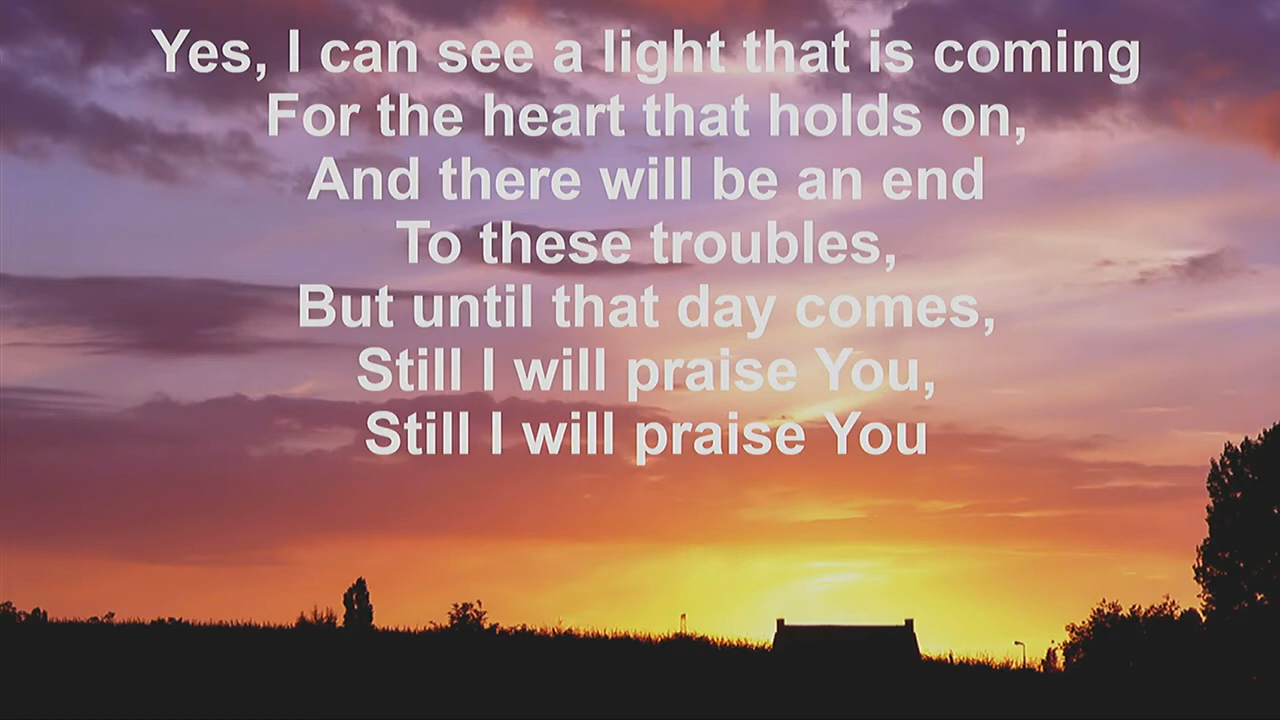 Yes, I can see a light that is coming
For the heart that holds on,
And there will be an end
To these troubles,
But until that day comes,
Still I will praise You,
Still I will praise You